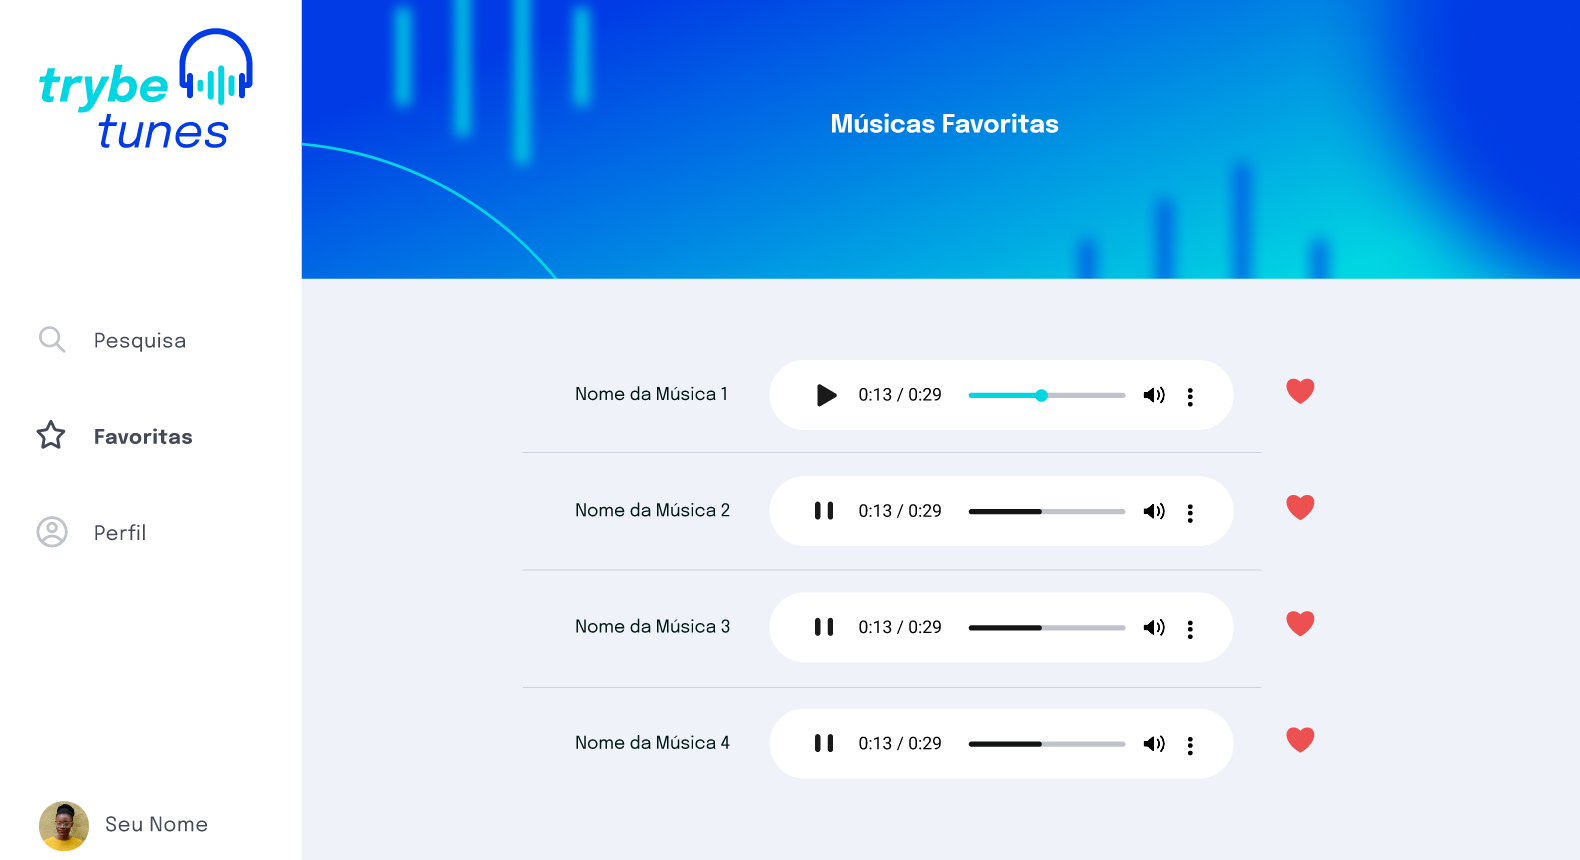 trybe
tunes
Pesquisa
Favoritas
Perfil
Seu Nome
Músicas Favoritas
Nome da Música 1
0:13 / 0:29
Nome da Música 2
0:13 / 0:29
Nome da Música 3
0:13 / 0:29
Nome da Música 4
0:13 / 0:29